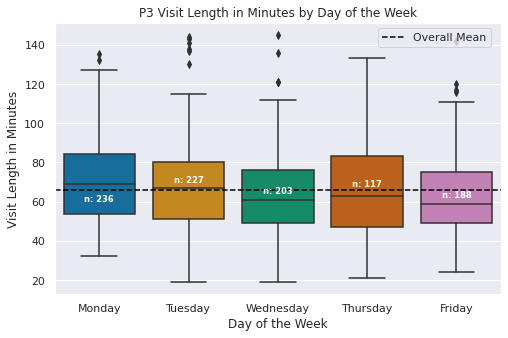 P3 Visit Length in Minutes by Day of the Week
Overall Mean
Visit Length in Minutes
140
120
100
80
60
40
20
n: 236
n: 227
n: 203
n: 117
n: 188
Monday
Tuesday
Wednesday
Thursday
Friday
Day of the Week